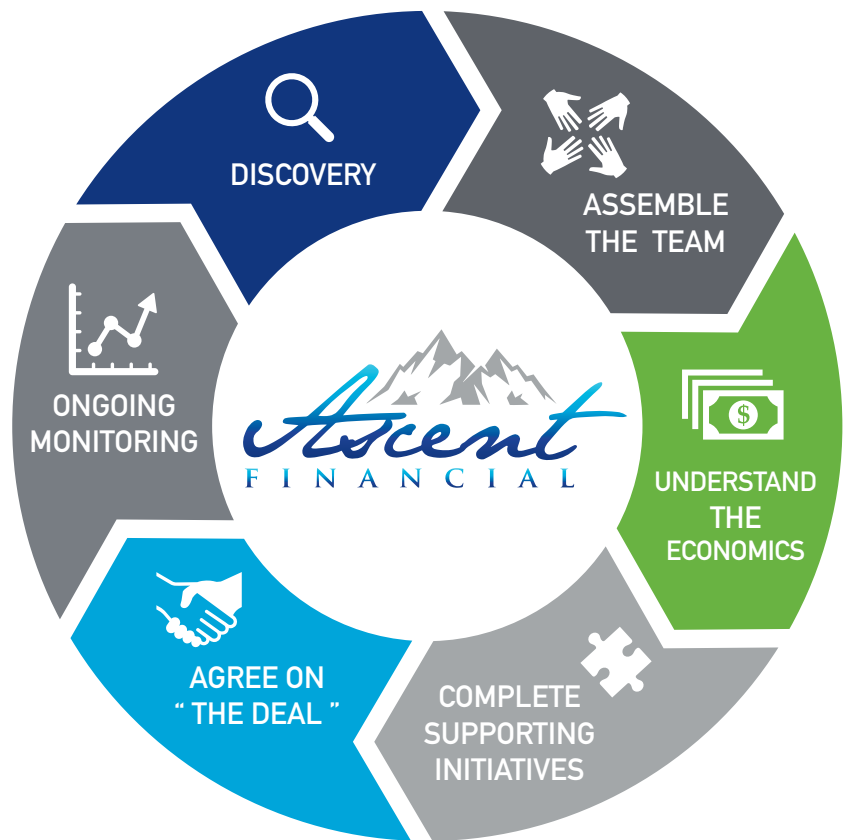 DISCOVERY
ASSEMBLE
THE TEAM
UNDERSTAND
THE
ECONOMICS
COMPLETE
SUPPORTING
INITIATIVES
AGREE ON
“ THE DEAL ”
ONGOING
MONITORING
Ascent
FINANCIAL
$